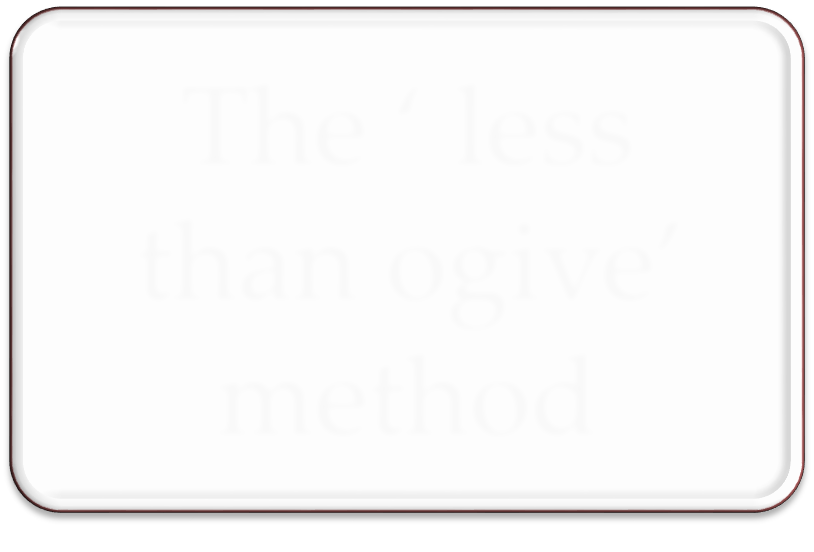 The ‘ less
than ogive’
method